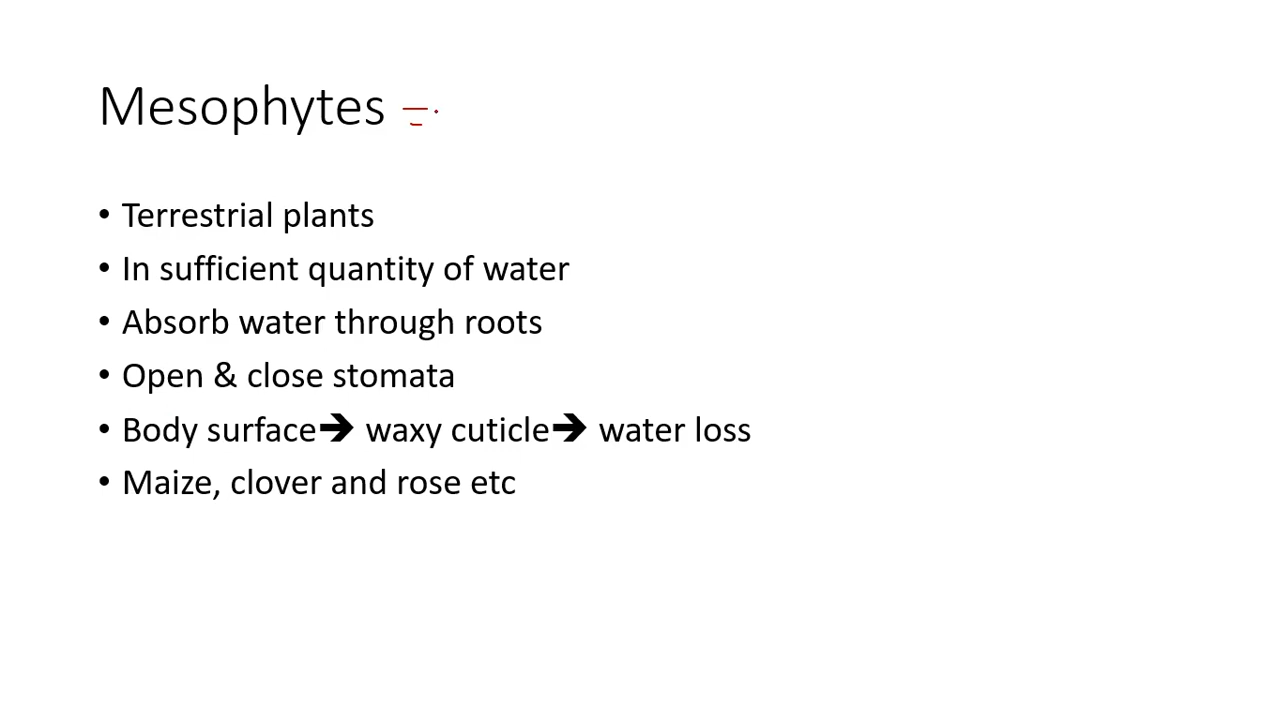 Mesophytes
• Terrestrial plants
• In sufficient quantity of water
• Absorb water through roots
• Open & close stomata
• Body surface➔ waxy cuticle➔ water loss
• Maize, clover and rose etc